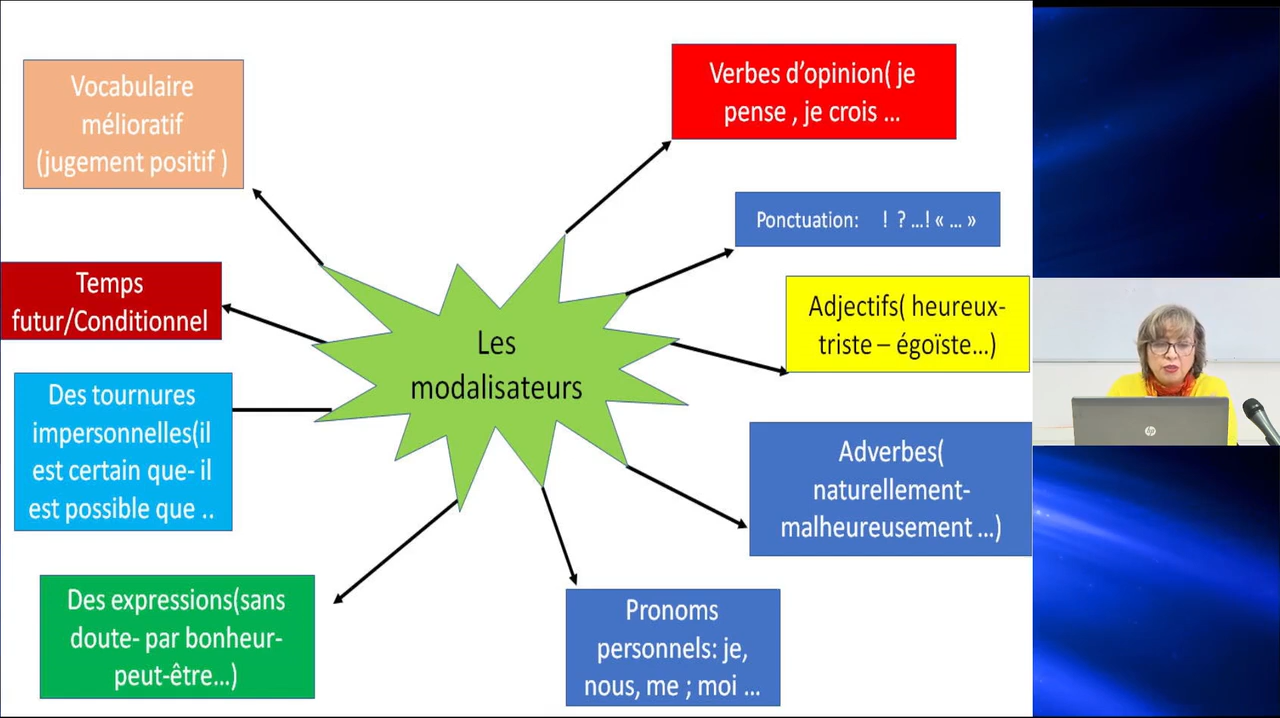 Vocabulaire
mélioratif
(jugement positif )
Verbes d’opinion( je
pense , je crois ...
Ponctuation: ! ? ...! « ... »
Temps
futur/Conditionnel
Adjectifs( heureux-
triste – égoïste...)
Les
modalisateurs
Des tournures
impersonnelles(il
est certain que- il
est possible que ..
Adverbes(
naturellement-
malheureusement ...)
Des expressions(sans
doute- par bonheur-
peut-être...)
Pronoms
personnels: je,
nous, me ; moi ...
hp